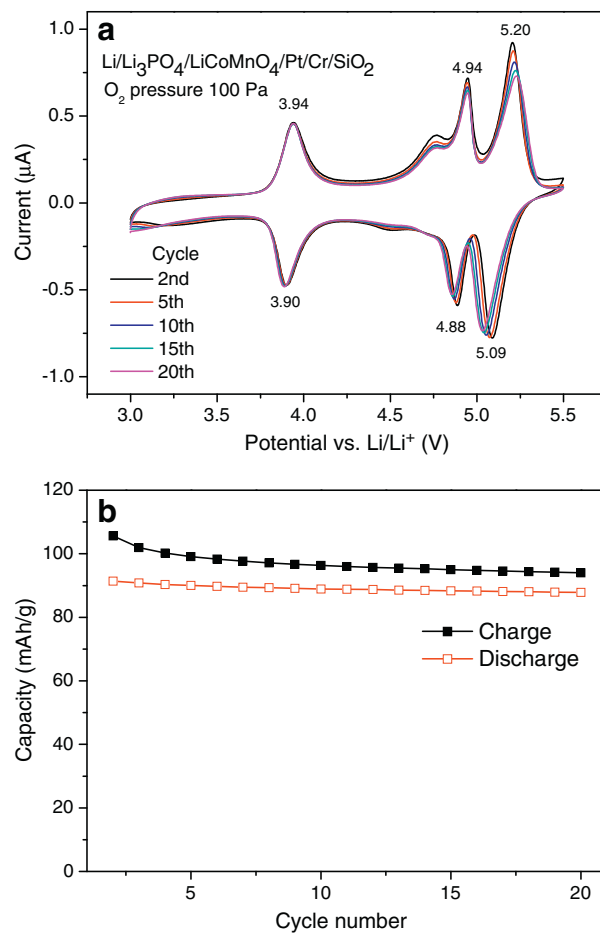 a
Li/Li₃PO₄/LiCoMnO₄/Pt/Cr/SiO₂
O₂ pressure 100 Pa
3.94
4.94
5.20
3.90
4.88
5.09
Cycle
2nd
5th
10th
15th
20th
1.0
0.5
0.0
-0.5
-1.0
Current (μA)
3.0 3.5 4.0 4.5 5.0 5.5
Potential vs. Li/Li⁺ (V)
b
120
100
80
60
40
20
0
Capacity (mAh/g)
Charge
Discharge
5 10 15 20
Cycle number